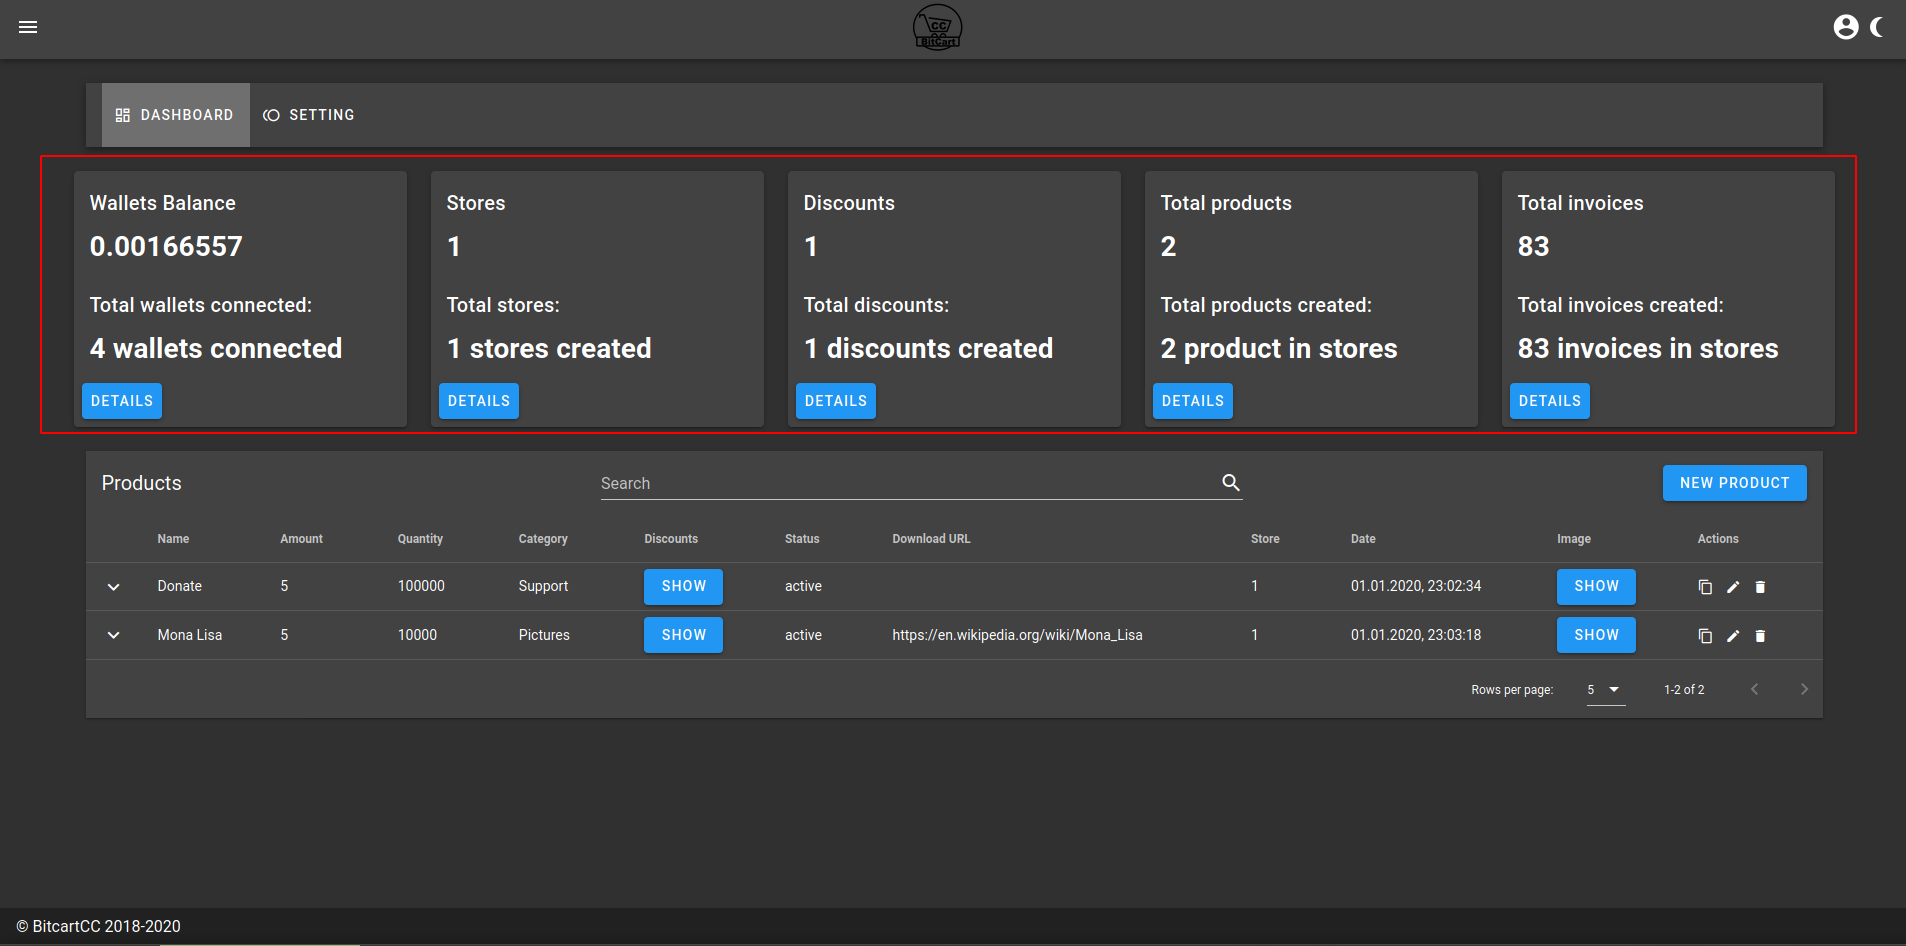 CC
BitCart
DASHBOARD SETTING
Wallets Balance
0.00166557
Total wallets connected:
4 wallets connected
DETAILS
Stores
1
Total stores:
1 stores created
DETAILS
Discounts
1
Total discounts:
1 discounts created
DETAILS
Total products
2
Total products created:
2 product in stores
DETAILS
Total invoices
83
Total invoices created:
83 invoices in stores
DETAILS
Products Search NEW PRODUCT
Name Amount Quantity Category Discounts Status Download URL Store Date Image Actions
Donate 5 100000 Support SHOW active 1 01.01.2020, 23:02:34 SHOW
Mona Lisa 5 10000 Pictures SHOW active https://en.wikipedia.org/wiki/Mona_Lisa 1 01.01.2020, 23:03:18 SHOW
Rows per page: 5 1-2 of 2
© BitcartCC 2018-2020